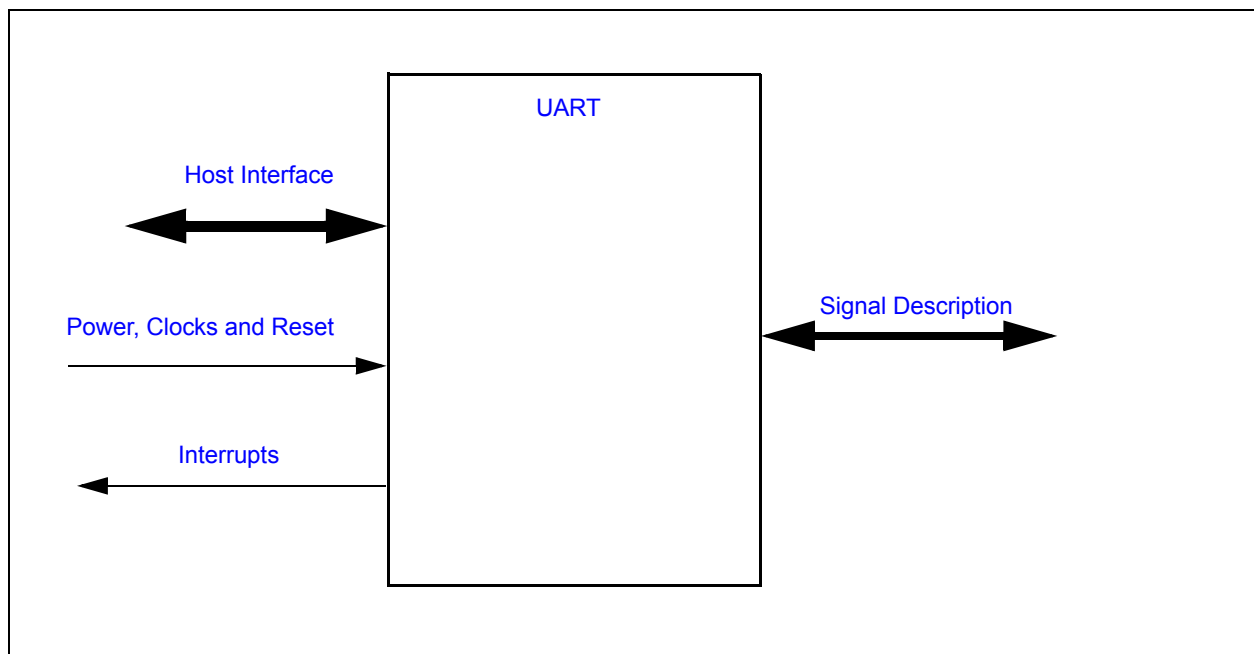 UART
Host Interface
Signal Description
Power, Clocks and Reset
Interrupts